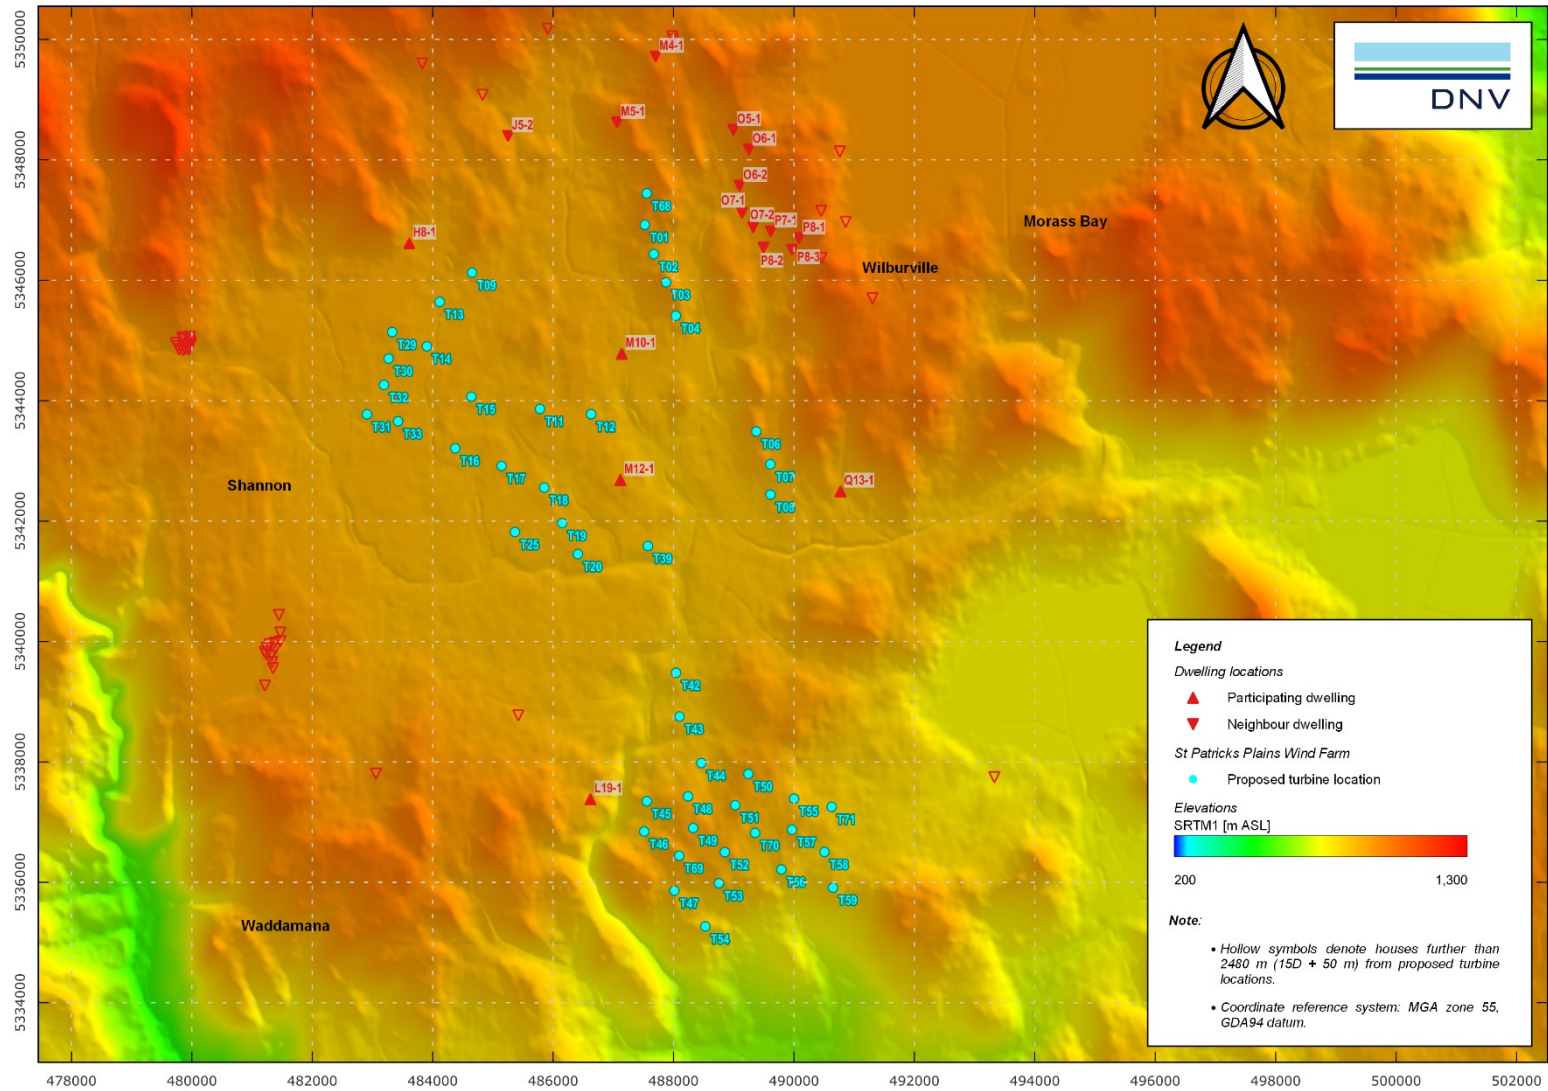 5350000
5348000
5346000
5344000
5342000
5340000
5338000
5336000
5334000
478000
480000
482000
484000
486000
488000
490000
492000
494000
496000
498000
500000
502000
DNV
M4-1
M5-1
J5-2
O5-1
O6-1
O6-2
O7-1
O7-2
P7-1
P8-1
P8-2
P8-3
H8-1
M10-1
M12-1
Q13-1
L19-1
Morass Bay
Wilburville
Shannon
Waddamana
T68
T01
T02
T03
T04
T09
T13
T29
T14
T30
T32
T31
T33
T15
T11
T12
T16
T17
T18
T19
T25
T20
T39
T06
T07
T08
T42
T43
T44
T50
T45
T48
T51
T55
T71
T46
T49
T70
T57
T69
T52
T58
T47
T53
T56
T59
T54
Legend
Dwelling locations
Participating dwelling
Neighbour dwelling
St Patricks Plains Wind Farm
Proposed turbine location
Elevations
SRTM1 [m ASL]
200 1,300
Note:
• Hollow symbols denote houses further than
2480 m (15D + 50 m) from proposed turbine
locations.
• Coordinate reference system: MGA zone 55,
GDA94 datum.